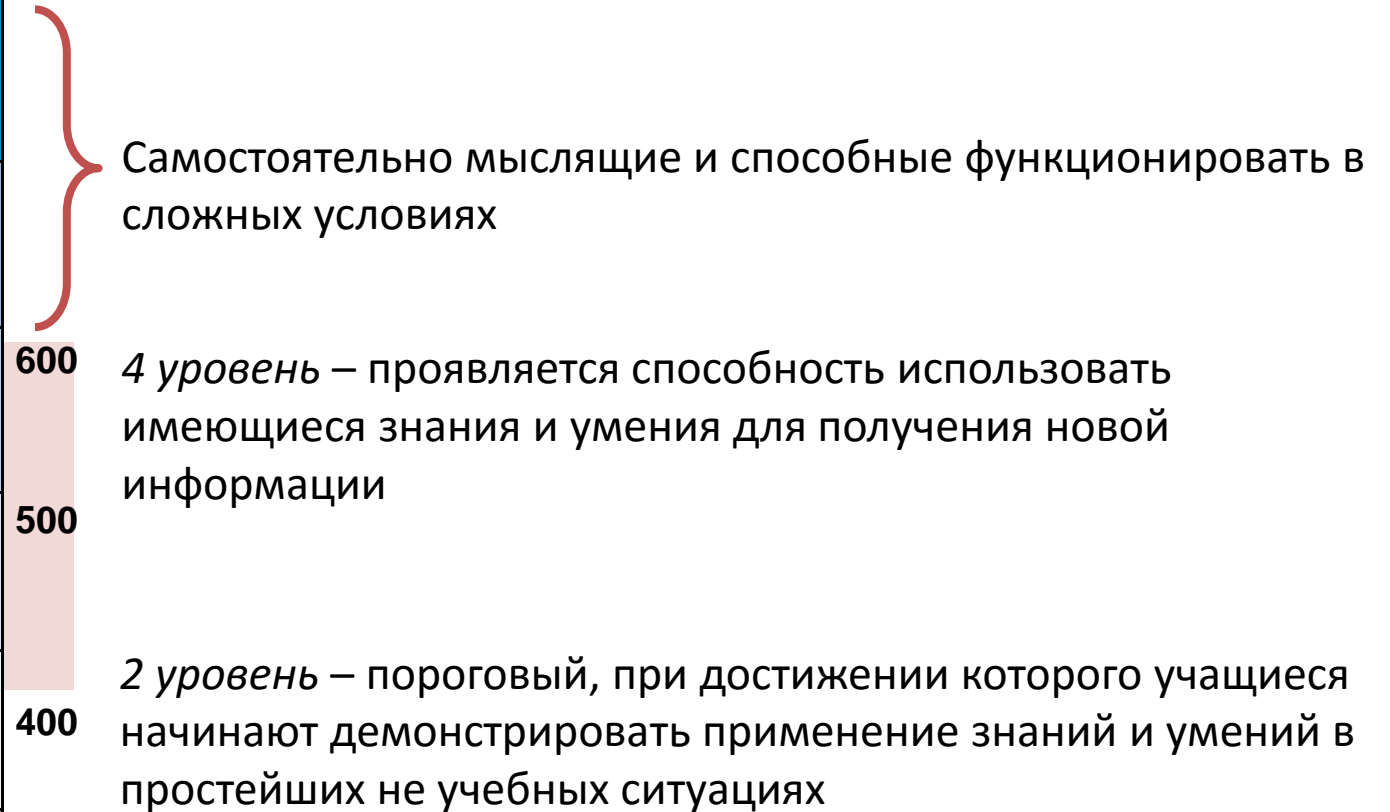 Самостоятельно мыслящие и способные функционировать в
сложных условиях
600
4 уровень – проявляется способность использовать
имеющиеся знания и умения для получения новой
информации
500
2 уровень – пороговый, при достижении которого учащиеся
400
начинают демонстрировать применение знаний и умений в
простейших не учебных ситуациях